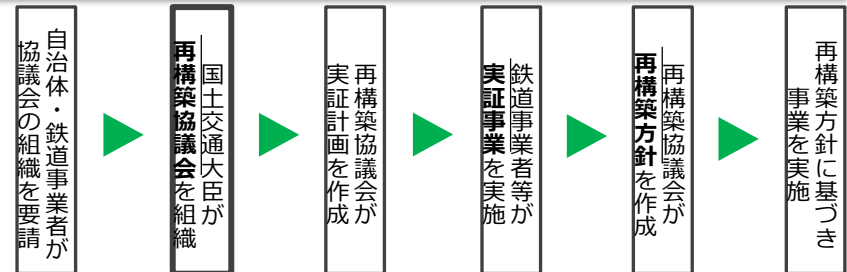 自治体・鉄道事業者が
協議会の組織を要請
国土交通大臣が
再構築協議会を組織
再構築協議会が
実証計画を作成
鉄道事業者等が
実証事業を実施
再構築協議会が
再構築方針を作成
再構築方針に基づき
事業を実施